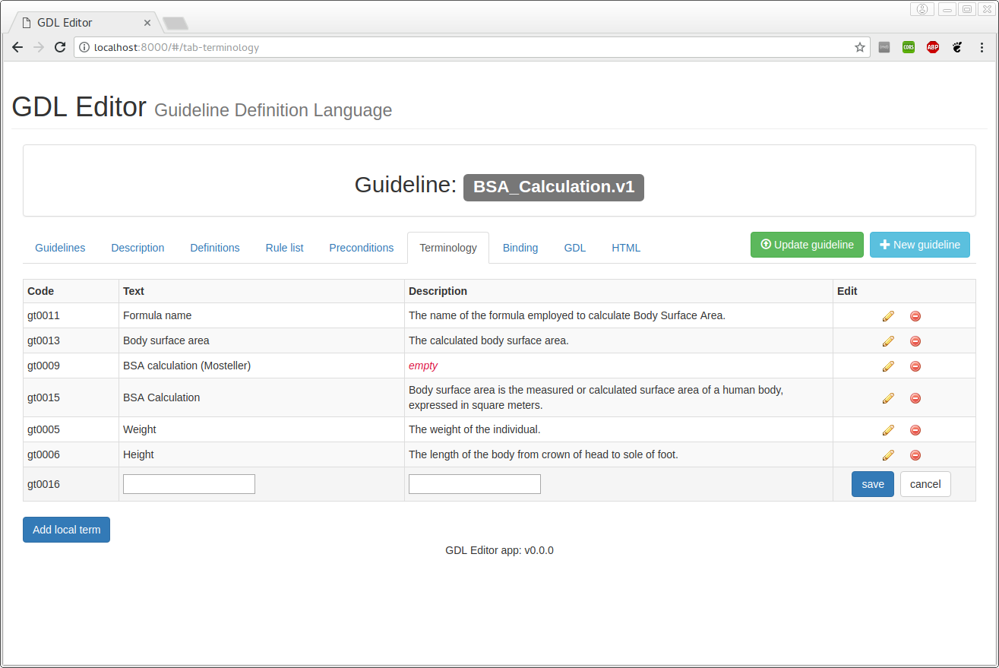 GDL Editor
localhost:8000/#/tab-terminology
CORS
ABP
GDL Editor Guideline Definition Language
Guideline: BSA_Calculation.v1
Guidelines Description Definitions Rule list Preconditions Terminology Binding GDL HTML Update guideline New guideline
Code Text Description Edit
gt0011 Formula name The name of the formula employed to calculate Body Surface Area.
gt0013 Body surface area The calculated body surface area.
gt0009 BSA calculation (Mosteller) empty
gt0015 BSA Calculation Body surface area is the measured or calculated surface area of a human body,
expressed in square meters.
gt0005 Weight The weight of the individual.
gt0006 Height The length of the body from crown of head to sole of foot.
gt0016 save cancel
Add local term
GDL Editor app: v0.0.0